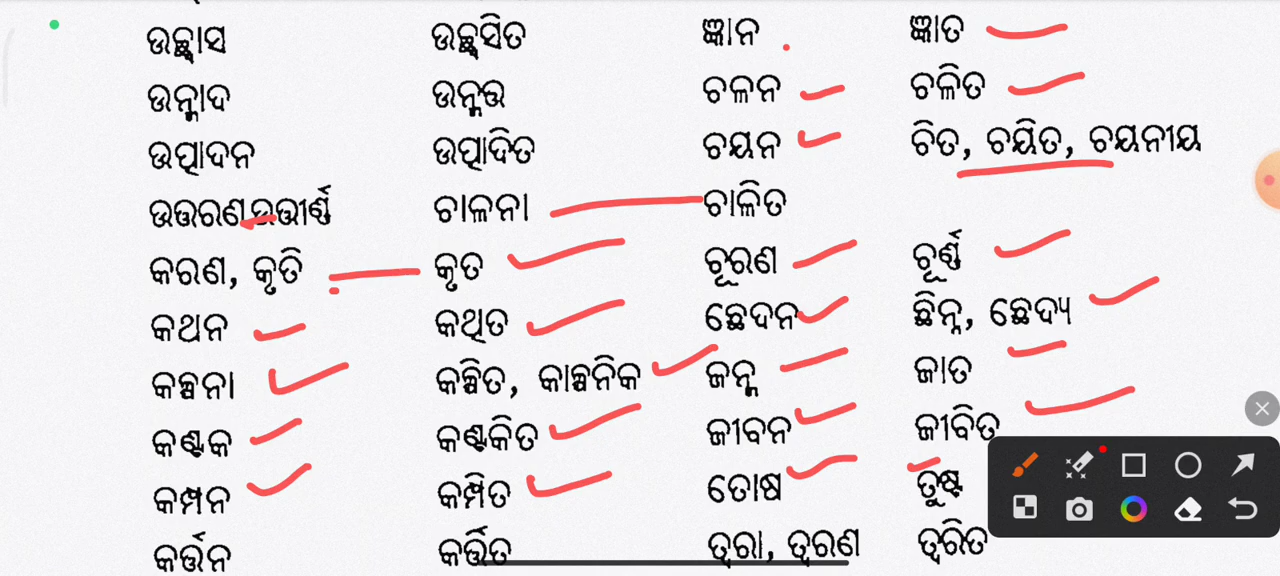 ଉଚ୍ଛ୍ୱାସ ଉଚ୍ଛ୍ୱସିତ ଜ୍ଞାନ ଜ୍ଞାତ
ଉନ୍ମାଦ ଉନ୍ମତ୍ତ ଚଳନ ଚଳିତ
ଉତ୍ପାଦନ ଉତ୍ପାଦିତ ଚୟନ ଚିତ, ଚୟିତ, ଚୟନୀୟ
ଉତ୍ତରଣ ଉତ୍ତୀର୍ଣ୍ଣ ଚାଳନା ଚାଳିତ
କରଣ, କୃତି କୃତ ଚୂରଣ ଚୂର୍ଣ୍ଣ
କଥନ କଥିତ ଛେଦନ ଛିନ୍ନ, ଛେଦ୍ୟ
କଳ୍ପନା କଳ୍ପିତ, କାଳ୍ପନିକ ଜନ୍ମ ଜାତ
କଣ୍ଟକ କଣ୍ଟକିତ ଜୀବନ ଜୀବିତ
କମ୍ପନ କମ୍ପିତ ତୋଷ ତୁଷ୍ଟ
କର୍ତ୍ତନ କର୍ତ୍ତିତ ତ୍ୱରା, ତ୍ୱରଣ ତ୍ୱରିତ